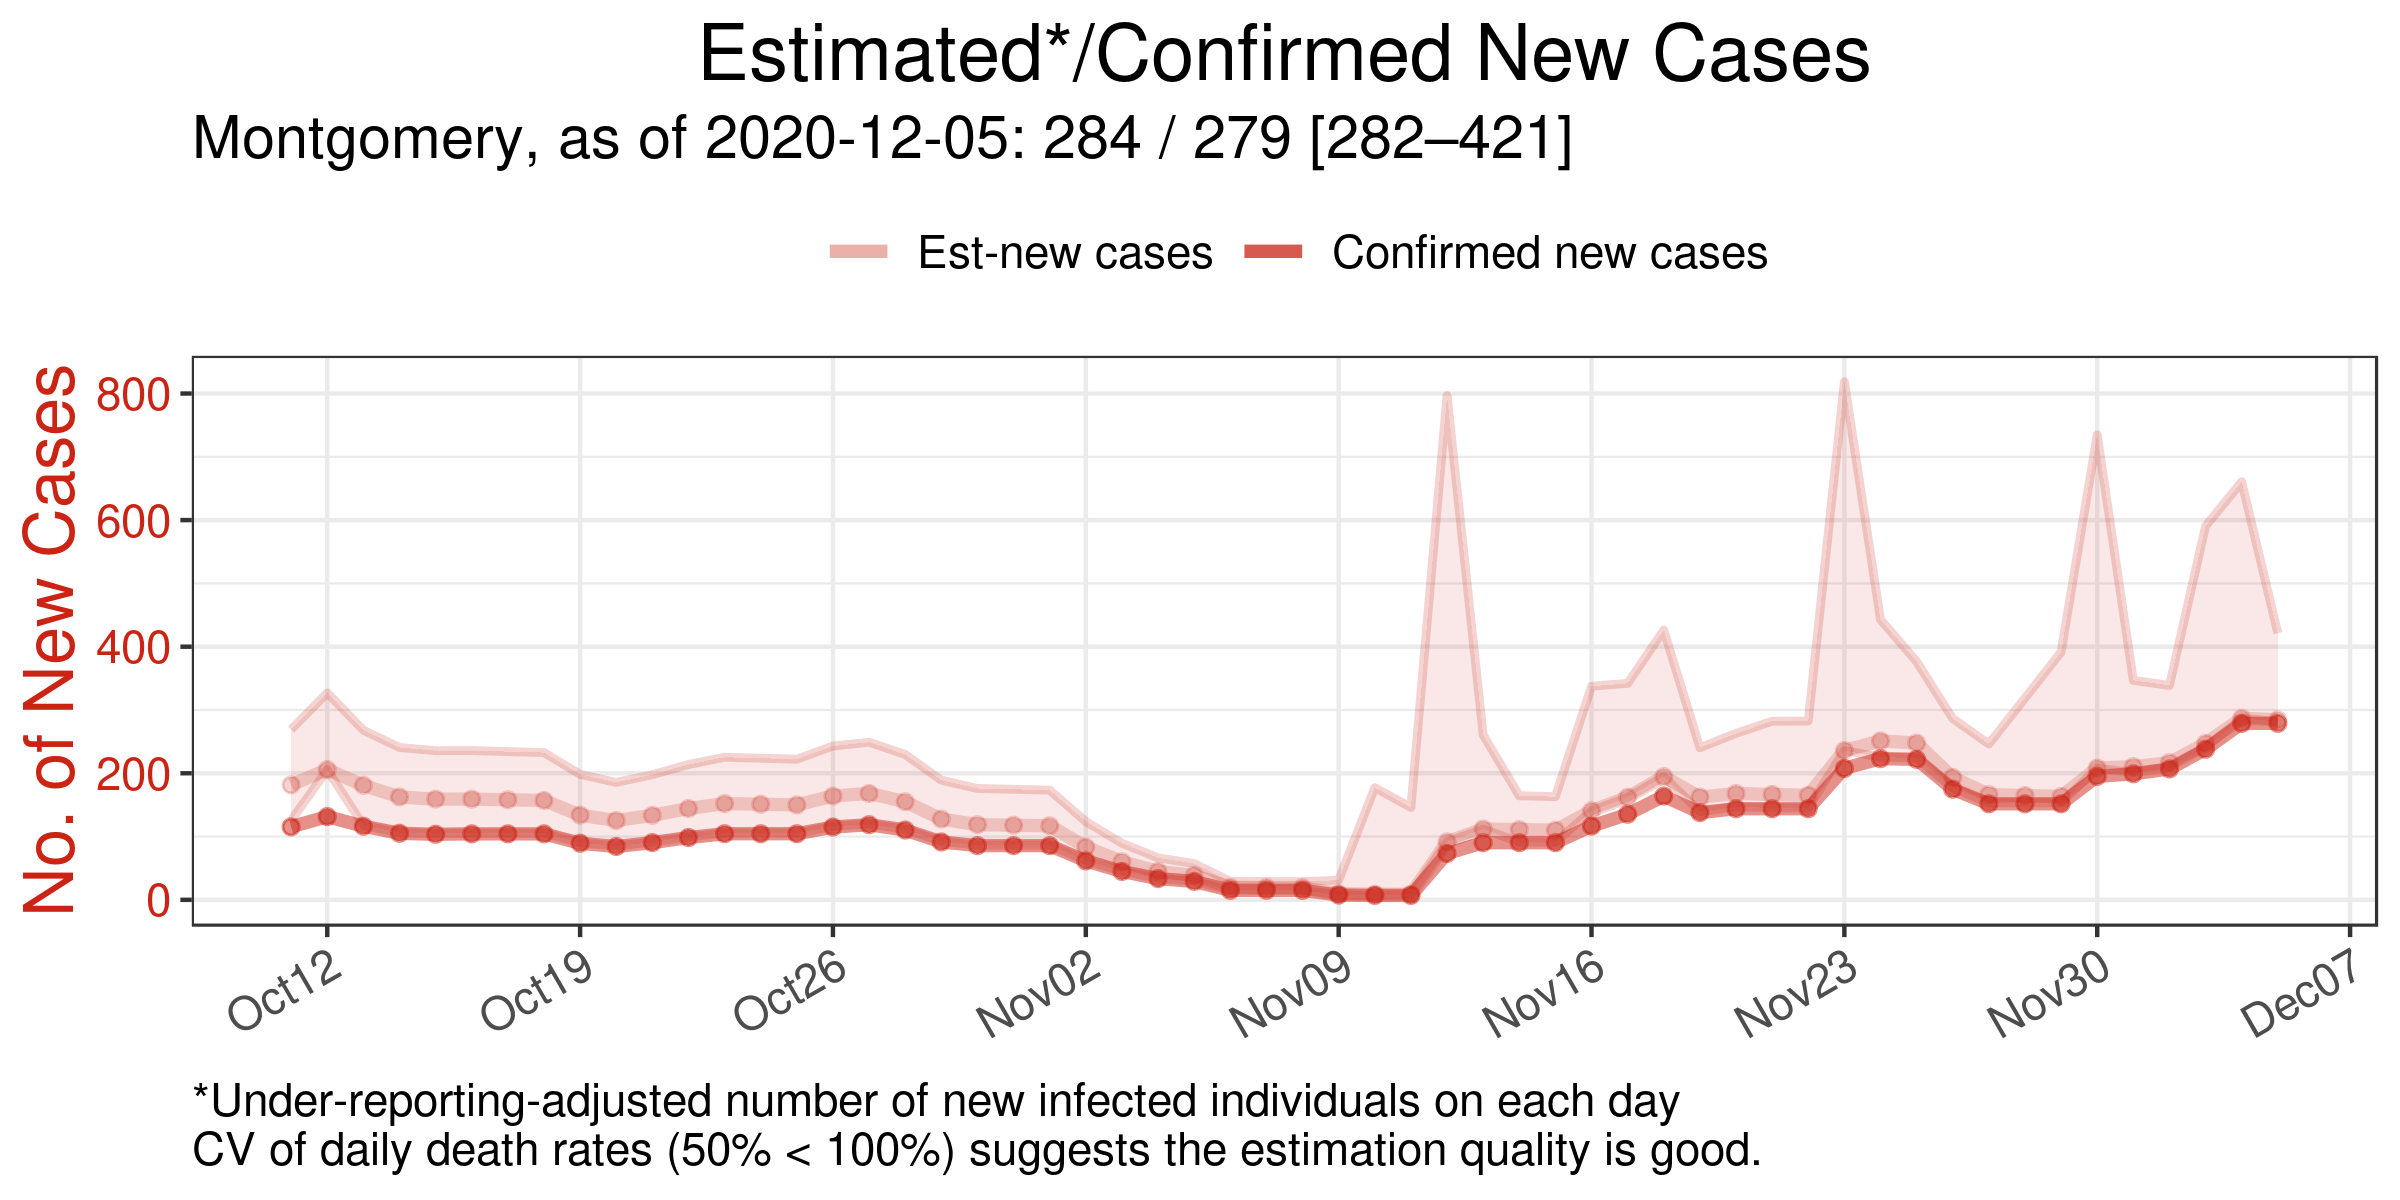 Estimated*/Confirmed New Cases
Montgomery, as of 2020-12-05: 284 / 279 [282–421]
Est-new cases Confirmed new cases
No. of New Cases
800
600
400
200
0
Oct12 Oct19 Oct26 Nov02 Nov09 Nov16 Nov23 Nov30 Dec07
*Under-reporting-adjusted number of new infected individuals on each day
CV of daily death rates (50% < 100%) suggests the estimation quality is good.